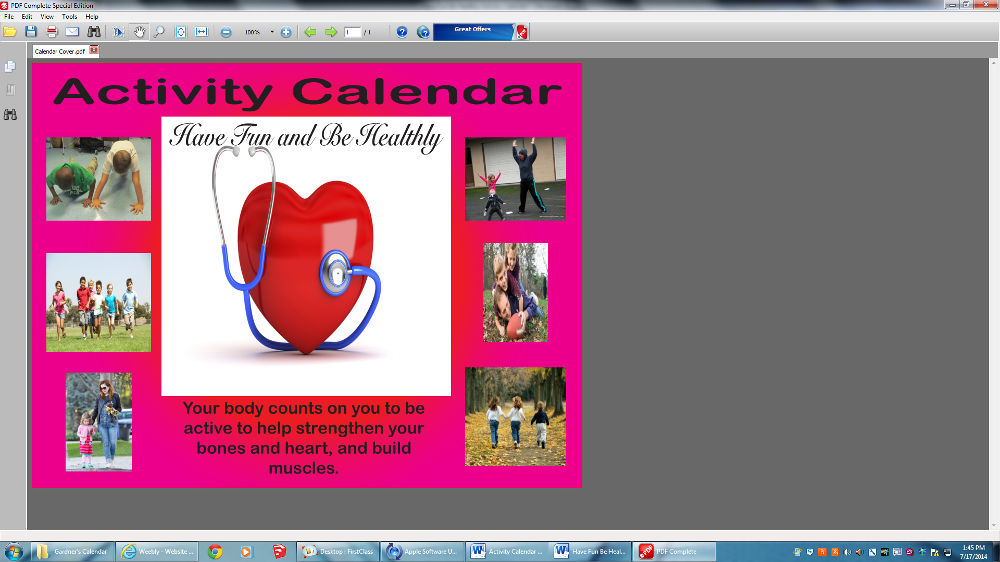 PDF Complete Special Edition
File Edit View Tools Help
100% 1 / 1 Great Offers
Calendar Cover.pdf
Activity Calendar
Have Fun and Be Healthly
www.meaningfulmama.com
Your body counts on you to be
active to help strengthen your
bones and heart, and build
muscles.
Gardner's Calendar Weebly - Website ... Desktop : FirstClass Apple Software U... Activity Calendar ... Have Fun Be Heal... PDF Complete
1:45 PM
7/17/2014